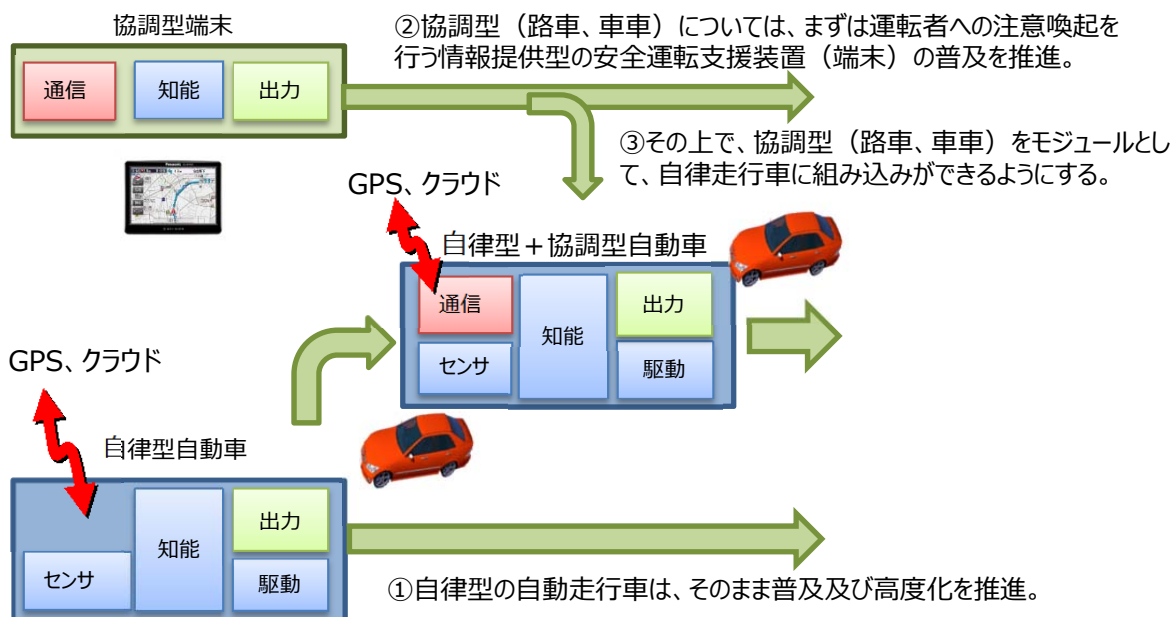 協調型端末
通信
知能
出力
②協調型（路車、車車）については、まずは運転者への注意喚起を
行う情報提供型の安全運転支援装置（端末）の普及を推進。
③その上で、協調型（路車、車車）をモジュールとし
て、自律走行車に組み込みができるようにする。
GPS、クラウド
自律型＋協調型自動車
通信
知能
出力
センサ
駆動
GPS、クラウド
自律型自動車
知能
出力
センサ
駆動
①自律型の自動走行車は、そのまま普及及び高度化を推進。